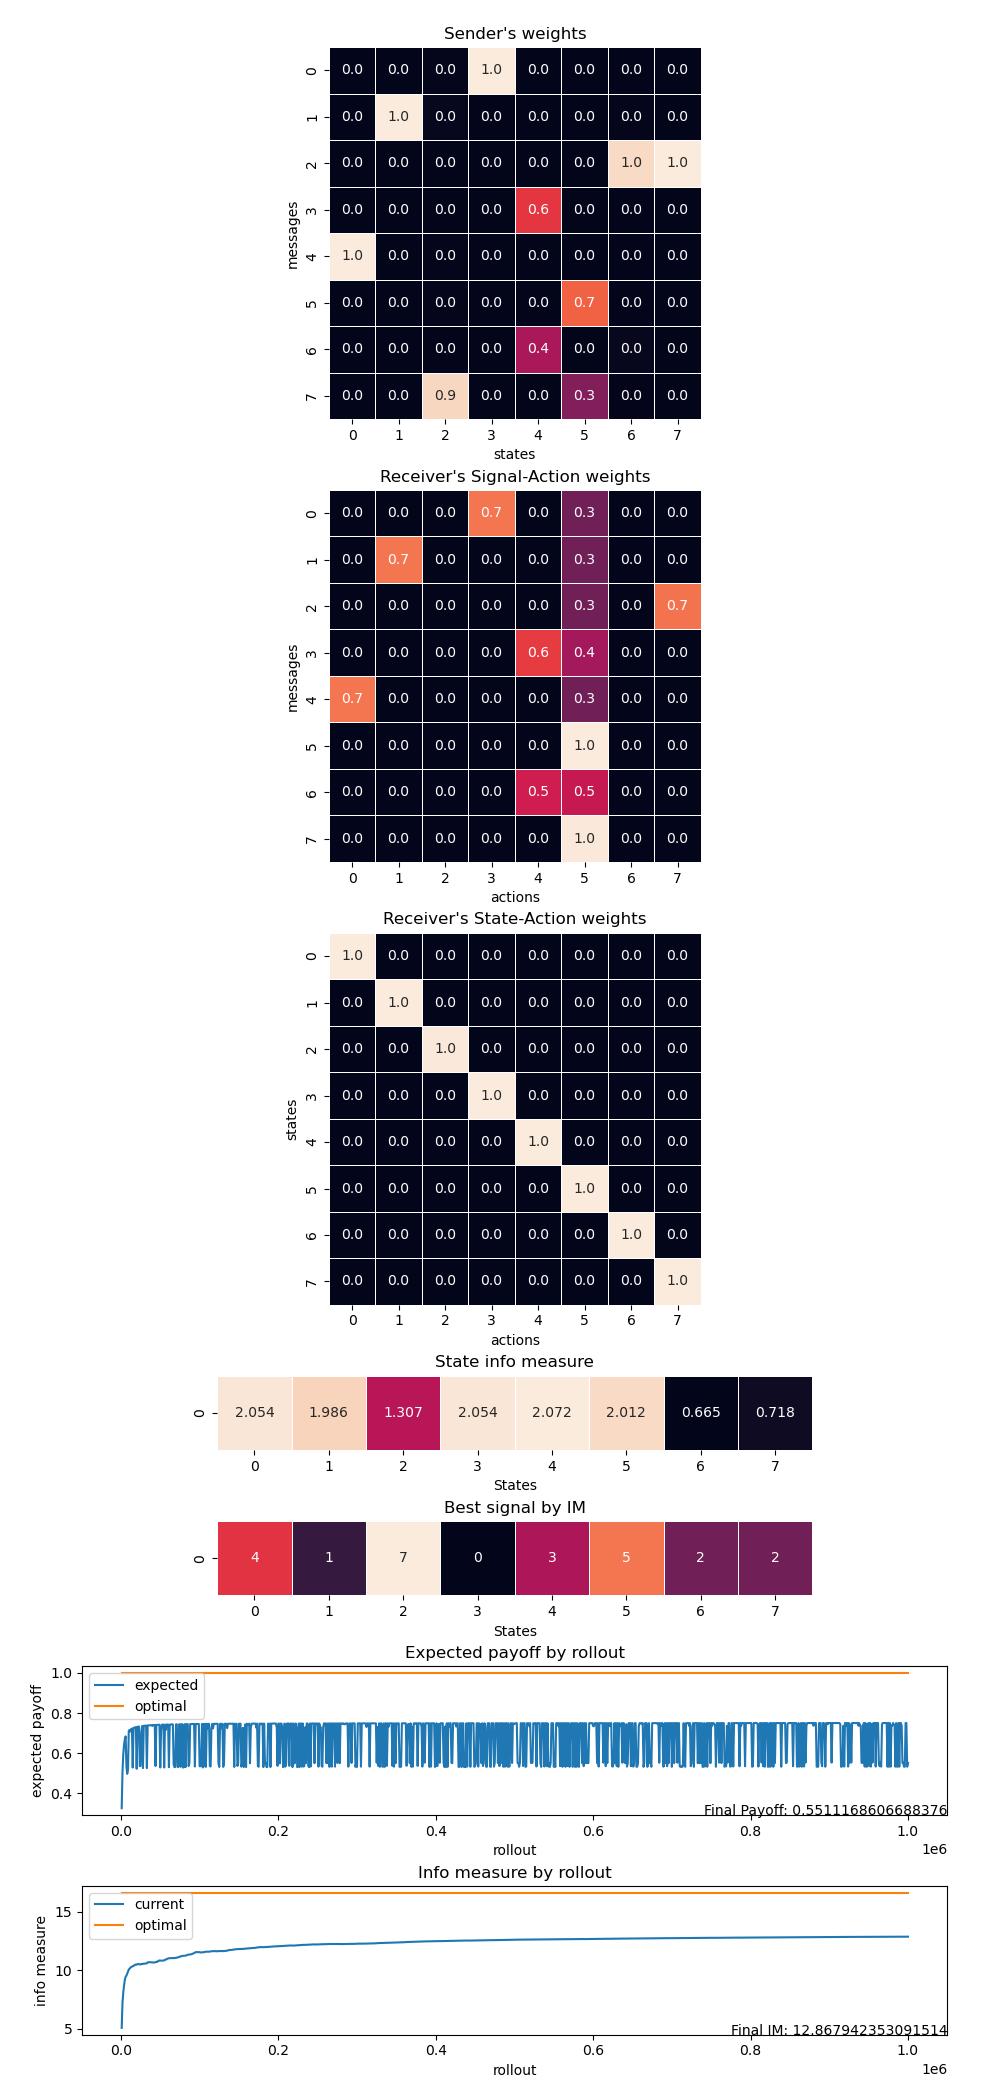 Sender's weights
0 0.0 0.0 0.0 1.0 0.0 0.0 0.0 0.0
1 0.0 1.0 0.0 0.0 0.0 0.0 0.0 0.0
2 0.0 0.0 0.0 0.0 0.0 0.0 1.0 1.0
3 0.0 0.0 0.0 0.0 0.6 0.0 0.0 0.0
messages
4 1.0 0.0 0.0 0.0 0.0 0.0 0.0 0.0
5 0.0 0.0 0.0 0.0 0.0 0.7 0.0 0.0
6 0.0 0.0 0.0 0.0 0.4 0.0 0.0 0.0
7 0.0 0.0 0.9 0.0 0.0 0.3 0.0 0.0
0 1 2 3 4 5 6 7
states
Receiver's Signal-Action weights
0 0.0 0.0 0.0 0.7 0.0 0.3 0.0 0.0
1 0.0 0.7 0.0 0.0 0.0 0.3 0.0 0.0
2 0.0 0.0 0.0 0.0 0.0 0.3 0.0 0.7
3 0.0 0.0 0.0 0.0 0.6 0.4 0.0 0.0
messages
4 0.7 0.0 0.0 0.0 0.0 0.3 0.0 0.0
5 0.0 0.0 0.0 0.0 0.0 1.0 0.0 0.0
6 0.0 0.0 0.0 0.0 0.5 0.5 0.0 0.0
7 0.0 0.0 0.0 0.0 0.0 1.0 0.0 0.0
0 1 2 3 4 5 6 7
actions
Receiver's State-Action weights
0 1.0 0.0 0.0 0.0 0.0 0.0 0.0 0.0
1 0.0 1.0 0.0 0.0 0.0 0.0 0.0 0.0
2 0.0 0.0 1.0 0.0 0.0 0.0 0.0 0.0
3 0.0 0.0 0.0 1.0 0.0 0.0 0.0 0.0
states
4 0.0 0.0 0.0 0.0 1.0 0.0 0.0 0.0
5 0.0 0.0 0.0 0.0 0.0 1.0 0.0 0.0
6 0.0 0.0 0.0 0.0 0.0 0.0 1.0 0.0
7 0.0 0.0 0.0 0.0 0.0 0.0 0.0 1.0
0 1 2 3 4 5 6 7
actions
State info measure
0 2.054 1.986 1.307 2.054 2.072 2.012 0.665 0.718
0 1 2 3 4 5 6 7
States
Best signal by IM
0 4 1 7 0 3 5 2 2
0 1 2 3 4 5 6 7
States
Expected payoff by rollout
expected payoff
1.0
0.8
0.6
0.4
expected
optimal
Final Payoff: 0.5511168606688376
0.0 0.2 0.4 0.6 0.8 1.0
rollout
1e6
Info measure by rollout
info measure
15
10
5
current
optimal
Final IM: 12.867942353091514
0.0 0.2 0.4 0.6 0.8 1.0
rollout
1e6